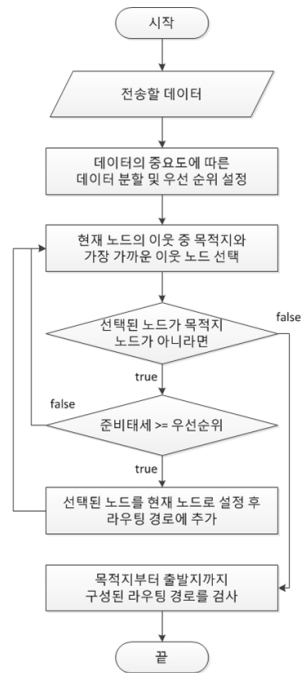 시작
전송할 데이터
데이터의 중요도에 따른
데이터 분할 및 우선 순위 설정
현재 노드의 이웃 중 목적지와
가장 가까운 이웃 노드 선택
선택된 노드가 목적지
노드가 아니라면
false
true
false
준비태세 >= 우선순위
true
선택된 노드를 현재 노드로 설정 후
라우팅 경로에 추가
목적지부터 출발지까지
구성된 라우팅 경로를 검사
끝